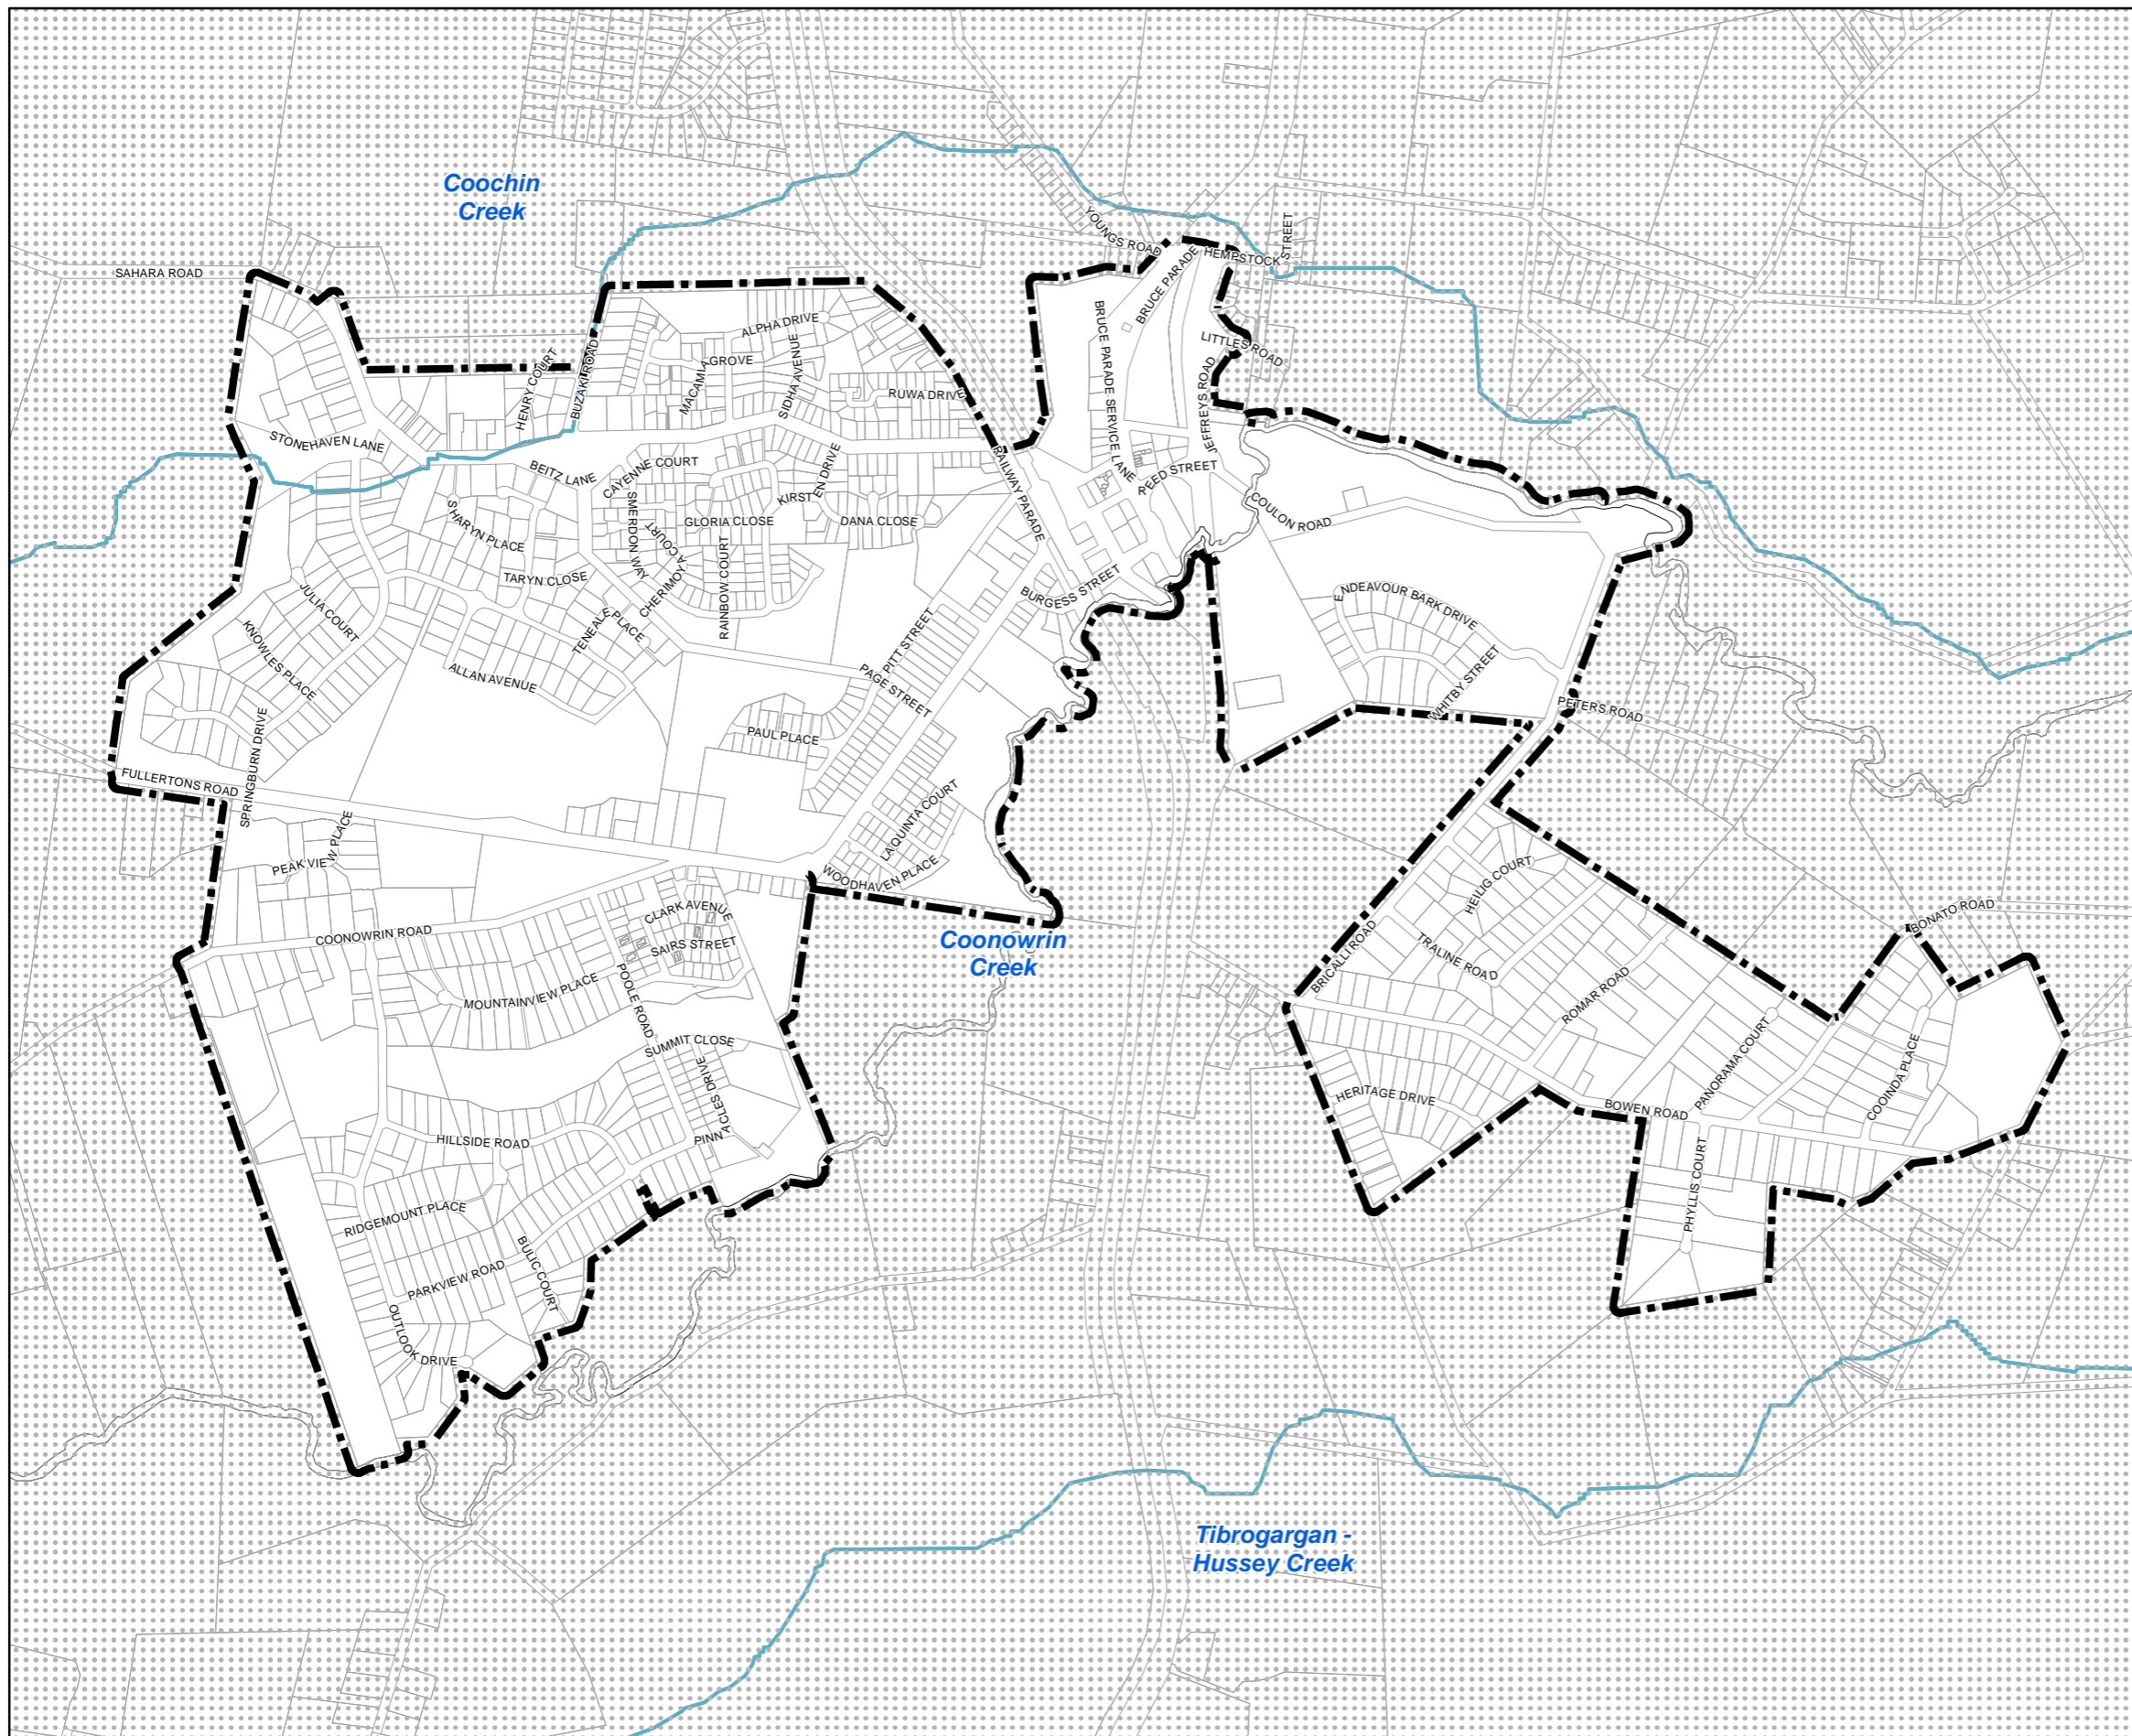 Coochin
Creek
YOUNGS ROAD
STREET
HEMPSTOCK
BRUCE PARADE
SAHARA ROAD
ALPHA DRIVE
BRUCE PARADE SERVICE LANE
LITTLES ROAD
HENRY COURT
BUZAKI ROAD
MACAMIA
GROVE
SIDHA AVENUE
RUWA DRIVE
JEFFREYS ROAD
STONEHAVEN LANE
BEITZ LANE
CAYENNE COURT
KIRSTEN DRIVE
RAILWAY PARADE
REED STREET
SHARYN PLACE
SMERDON WAY
GLORIA CLOSE
DANA CLOSE
COULON ROAD
CHERIMOYA COURT
RAINBOW COURT
TARYN CLOSE
JULIA COURT
BURGESS STREET
ENDEAVOUR BARK DRIVE
TENEALE PLACE
PITT STREET
KNOWLES PLACE
ALLAN AVENUE
PAGE STREET
WHITBY STREET
PETERS ROAD
SPRINGBURN DRIVE
PAUL PLACE
FULLERTONS ROAD
LAQUINTA COURT
PEAK VIEW PLACE
WOODHAVEN PLACE
HEILIG COURT
CLARK AVENUE
COONOWRIN ROAD
SAIRS STREET
Coonowrin
Creek
BONATO ROAD
BRICALLI ROAD
TRALINE ROAD
MOUNTAINVIEW PLACE
POOLE ROAD
ROMAR ROAD
SUMMIT CLOSE
PANORAMA COURT
COOINDA PLACE
PINNACLES DRIVE
HERITAGE DRIVE
BOWEN ROAD
HILLSIDE ROAD
PHYLLIS COURT
RIDGEMOUNT PLACE
BULIC COURT
PARKVIEW ROAD
OUTLOOK DRIVE
Tibrogargan -
Hussey Creek